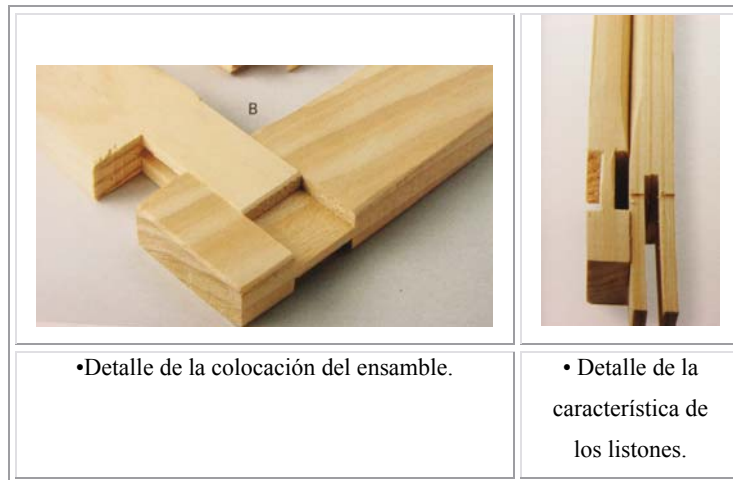 B
•Detalle de la colocación del ensamble.
• Detalle de la
característica de
los listones.